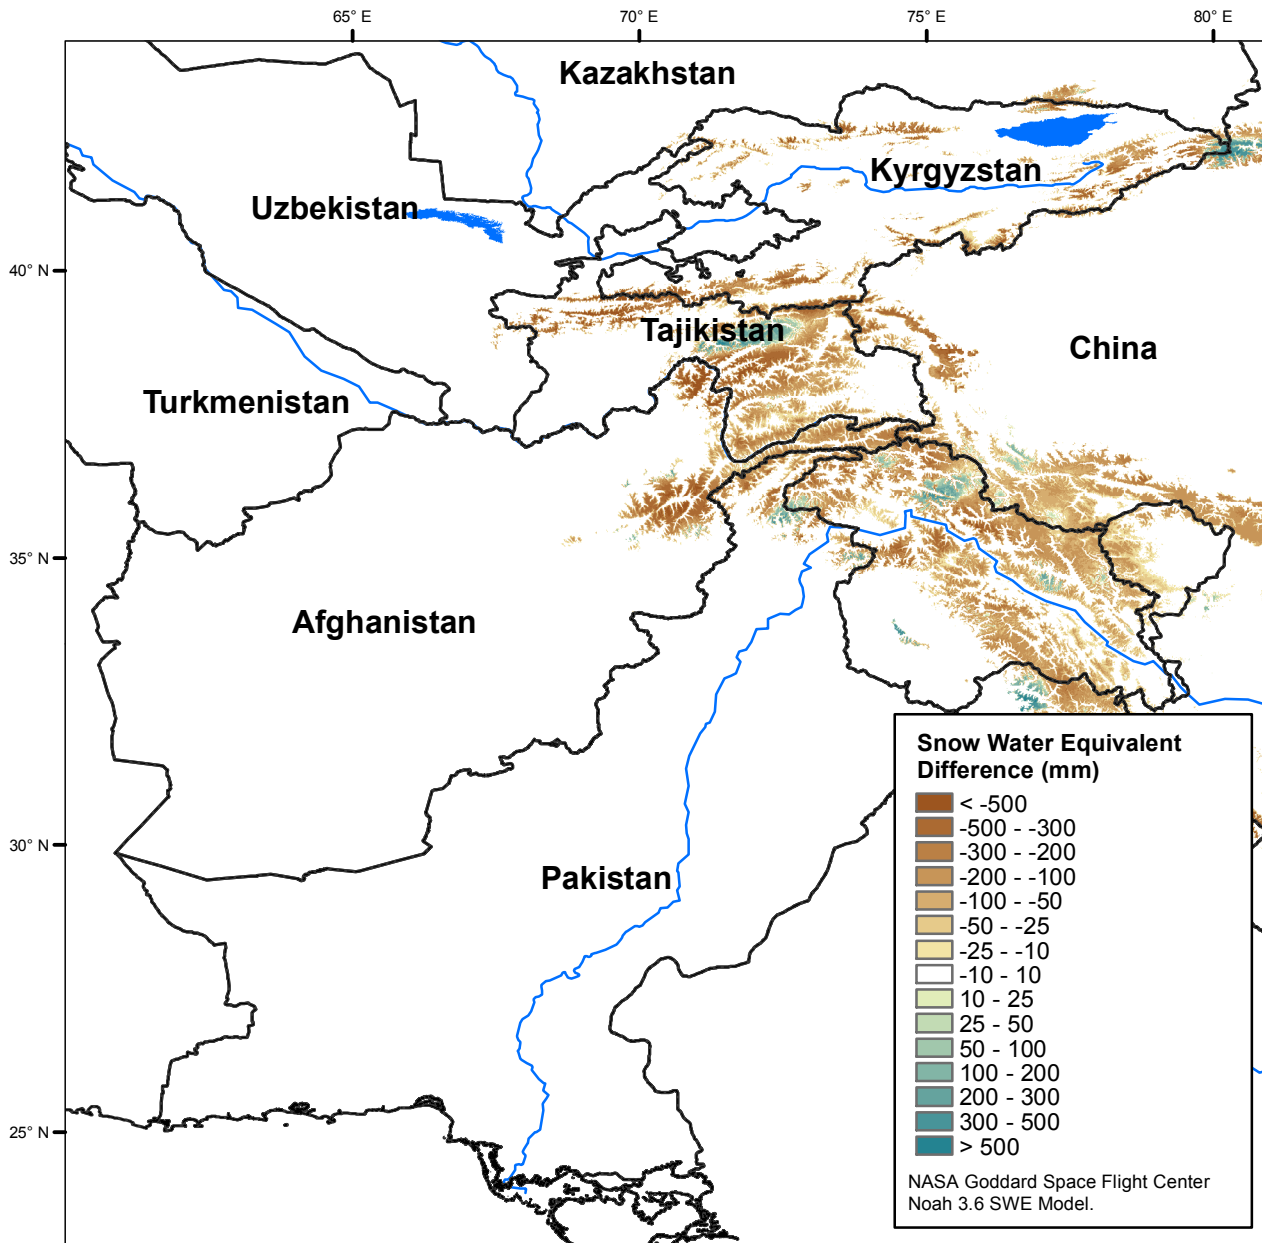 65° E
70° E
75° E
80° E
Kazakhstan
Kyrgyzstan
Uzbekistan
40° N
Tajikistan
China
Turkmenistan
35° N
Afghanistan
30° N
Pakistan
25° N
Snow Water Equivalent
Difference (mm)
< -500
-500 - -300
-300 - -200
-200 - -100
-100 - -50
-50 - -25
-25 - -10
-10 - 10
10 - 25
25 - 50
50 - 100
100 - 200
200 - 300
300 - 500
> 500
NASA Goddard Space Flight Center
Noah 3.6 SWE Model.